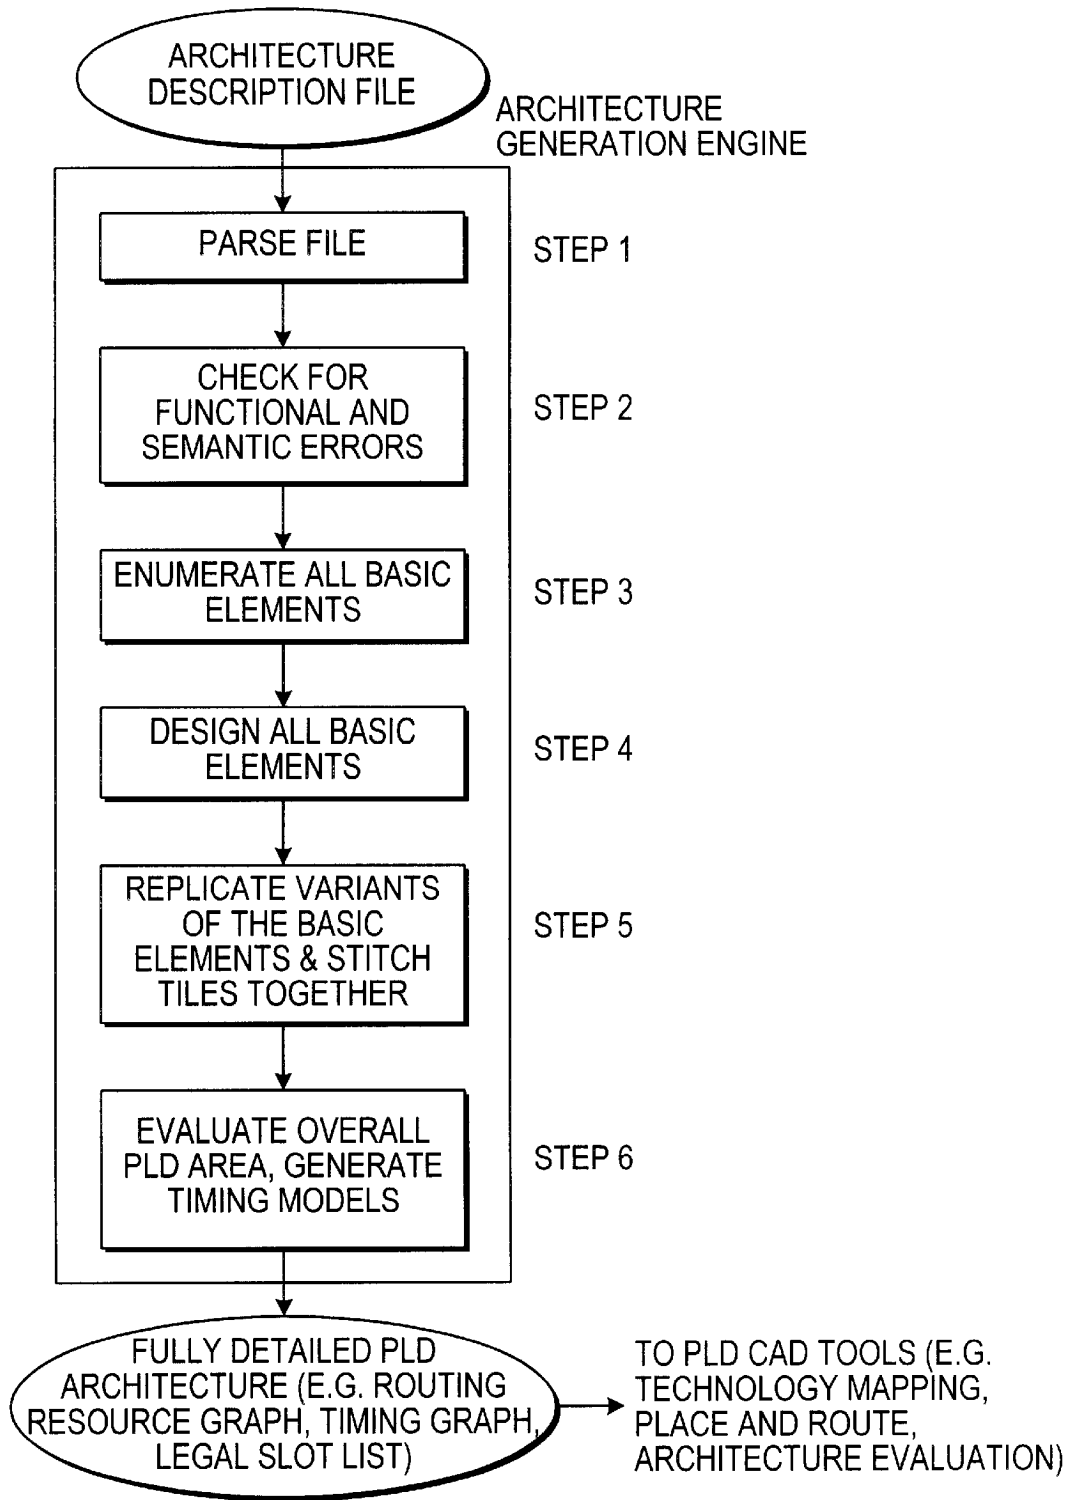 ARCHITECTURE
DESCRIPTION FILE
ARCHITECTURE
GENERATION ENGINE
PARSE FILE
STEP 1
CHECK FOR
FUNCTIONAL AND
SEMANTIC ERRORS
STEP 2
ENUMERATE ALL BASIC
ELEMENTS
STEP 3
DESIGN ALL BASIC
ELEMENTS
STEP 4
REPLICATE VARIANTS
OF THE BASIC
ELEMENTS & STITCH
TILES TOGETHER
STEP 5
EVALUATE OVERALL
PLD AREA, GENERATE
TIMING MODELS
STEP 6
FULLY DETAILED PLD
ARCHITECTURE (E.G. ROUTING
RESOURCE GRAPH, TIMING GRAPH,
LEGAL SLOT LIST)
TO PLD CAD TOOLS (E.G.
TECHNOLOGY MAPPING,
PLACE AND ROUTE,
ARCHITECTURE EVALUATION)